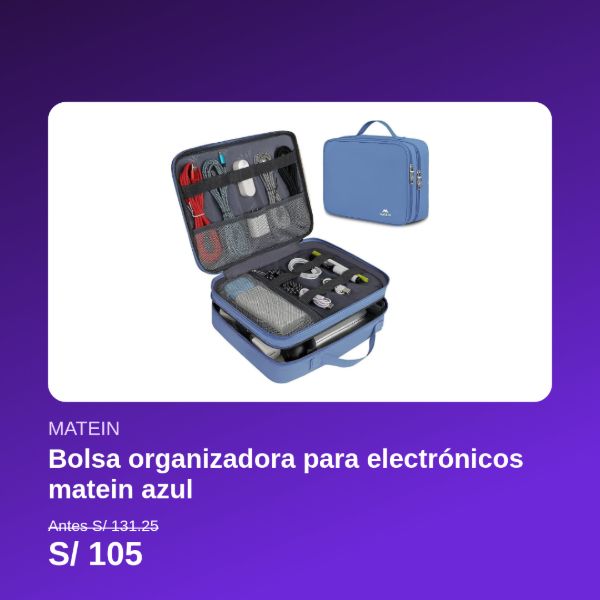 MATEIN
Bolsa organizadora para electrónicos
matein azul
Antes S/ 131.25
S/ 105